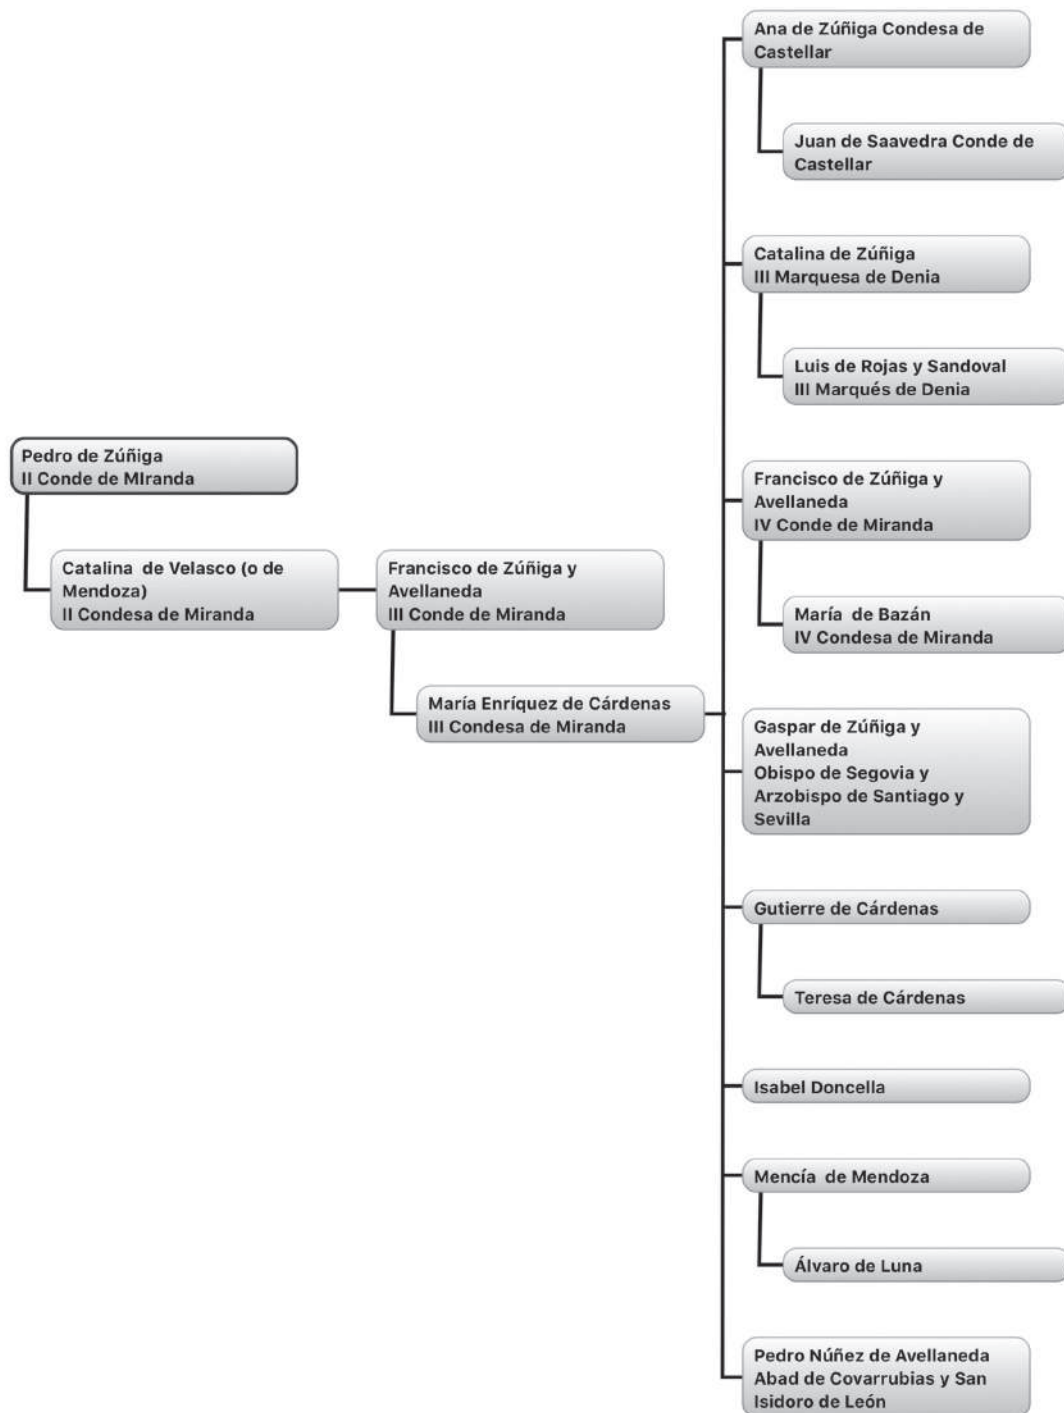 Pedro de Zúñiga
II Conde de MIranda
Catalina de Velasco (o de
Mendoza)
II Condesa de Miranda
Francisco de Zúñiga y
Avellaneda
III Conde de Miranda
María Enríquez de Cárdenas
III Condesa de Miranda
Ana de Zúñiga Condesa de
Castellar
Juan de Saavedra Conde de
Castellar
Catalina de Zúñiga
III Marquesa de Denia
Luis de Rojas y Sandoval
III Marqués de Denia
Francisco de Zúñiga y
Avellaneda
IV Conde de Miranda
María de Bazán
IV Condesa de Miranda
Gaspar de Zúñiga y
Avellaneda
Obispo de Segovia y
Arzobispo de Santiago y
Sevilla
Gutierre de Cárdenas
Teresa de Cárdenas
Isabel Doncella
Mencía de Mendoza
Álvaro de Luna
Pedro Núñez de Avellaneda
Abad de Covarrubias y San
Isidoro de León